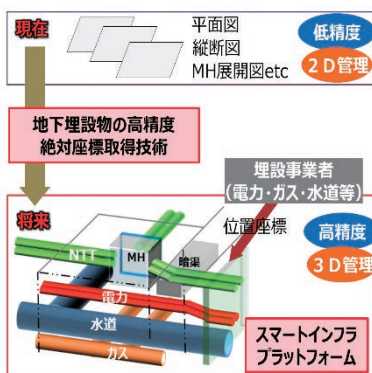 現在
平面図
縦断図
MH展開図etc
低精度
2D管理
地下埋設物の高精度
絶対座標取得技術
埋設事業者
(電力・ガス・水道等)
将来
位置座標
高精度
3D管理
NTT
MH
暗渠
電力
水道
ガス
スマートインフラ
プラットフォーム